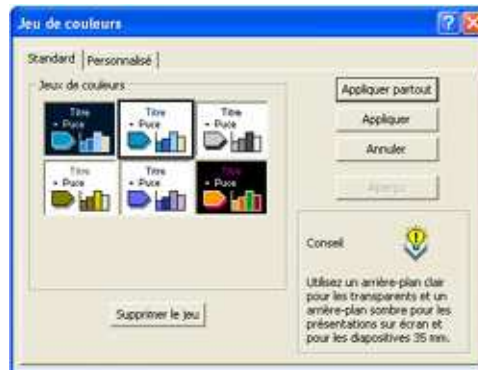 Jeu de couleurs
Standard
Personnalisé
Jeux de couleurs
Titre
• Puce
Titre
• Puce
Titre
• Puce
Titre
• Puce
Titre
• Puce
Titre
• Puce
Supprimer le jeu
Appliquer partout
Appliquer
Annuler
Aperçu
Conseil
Utilisez un arrière-plan clair
pour les transparents et un
arrière-plan sombre pour les
présentations sur écran et
pour les diapositives 35 mm.